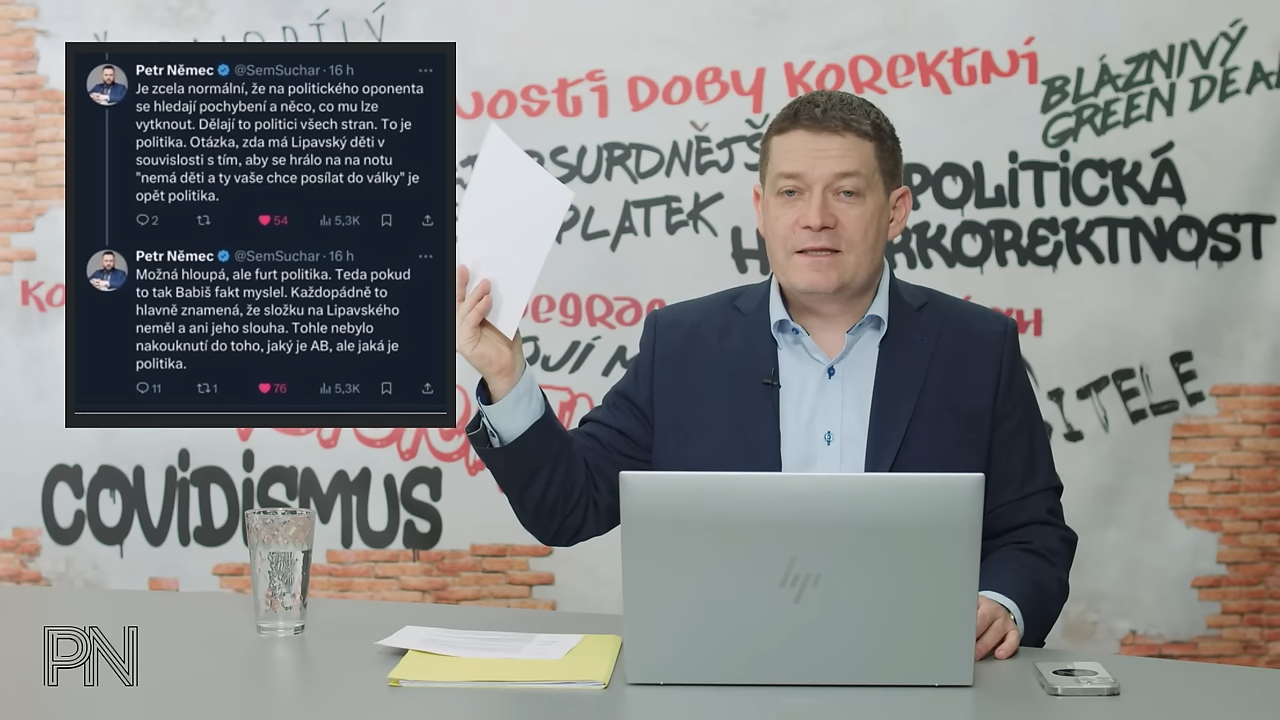 Petr Němec @SemSuchar · 16 h
Je zcela normální, že na politického oponenta
se hledají pochybení a něco, co mu lze
vytknout. Dělají to politici všech stran. To je
politika. Otázka, zda má Lipavský děti v
souvislosti s tím, aby se hrálo na na notu
"nemá děti a ty vaše chce posílat do války" je
opět politika.
2 54 5,3K
Petr Němec @SemSuchar · 16 h
Možná hloupá, ale furt politika. Teda pokud
to tak Babiš fakt myslel. Každopádně to
hlavně znamená, že složku na Lipavského
neměl a ani jeho slouha. Tohle nebylo
nakouknutí do toho, jaký je AB, ale jaká je
politika.
11 1 76 5,3K
DOBY KOREKTNÍ
BLÁZNIVÝ
GREEN DEA
PLATEK
POLITICKÁ
COVIDISMUS
hp
PN